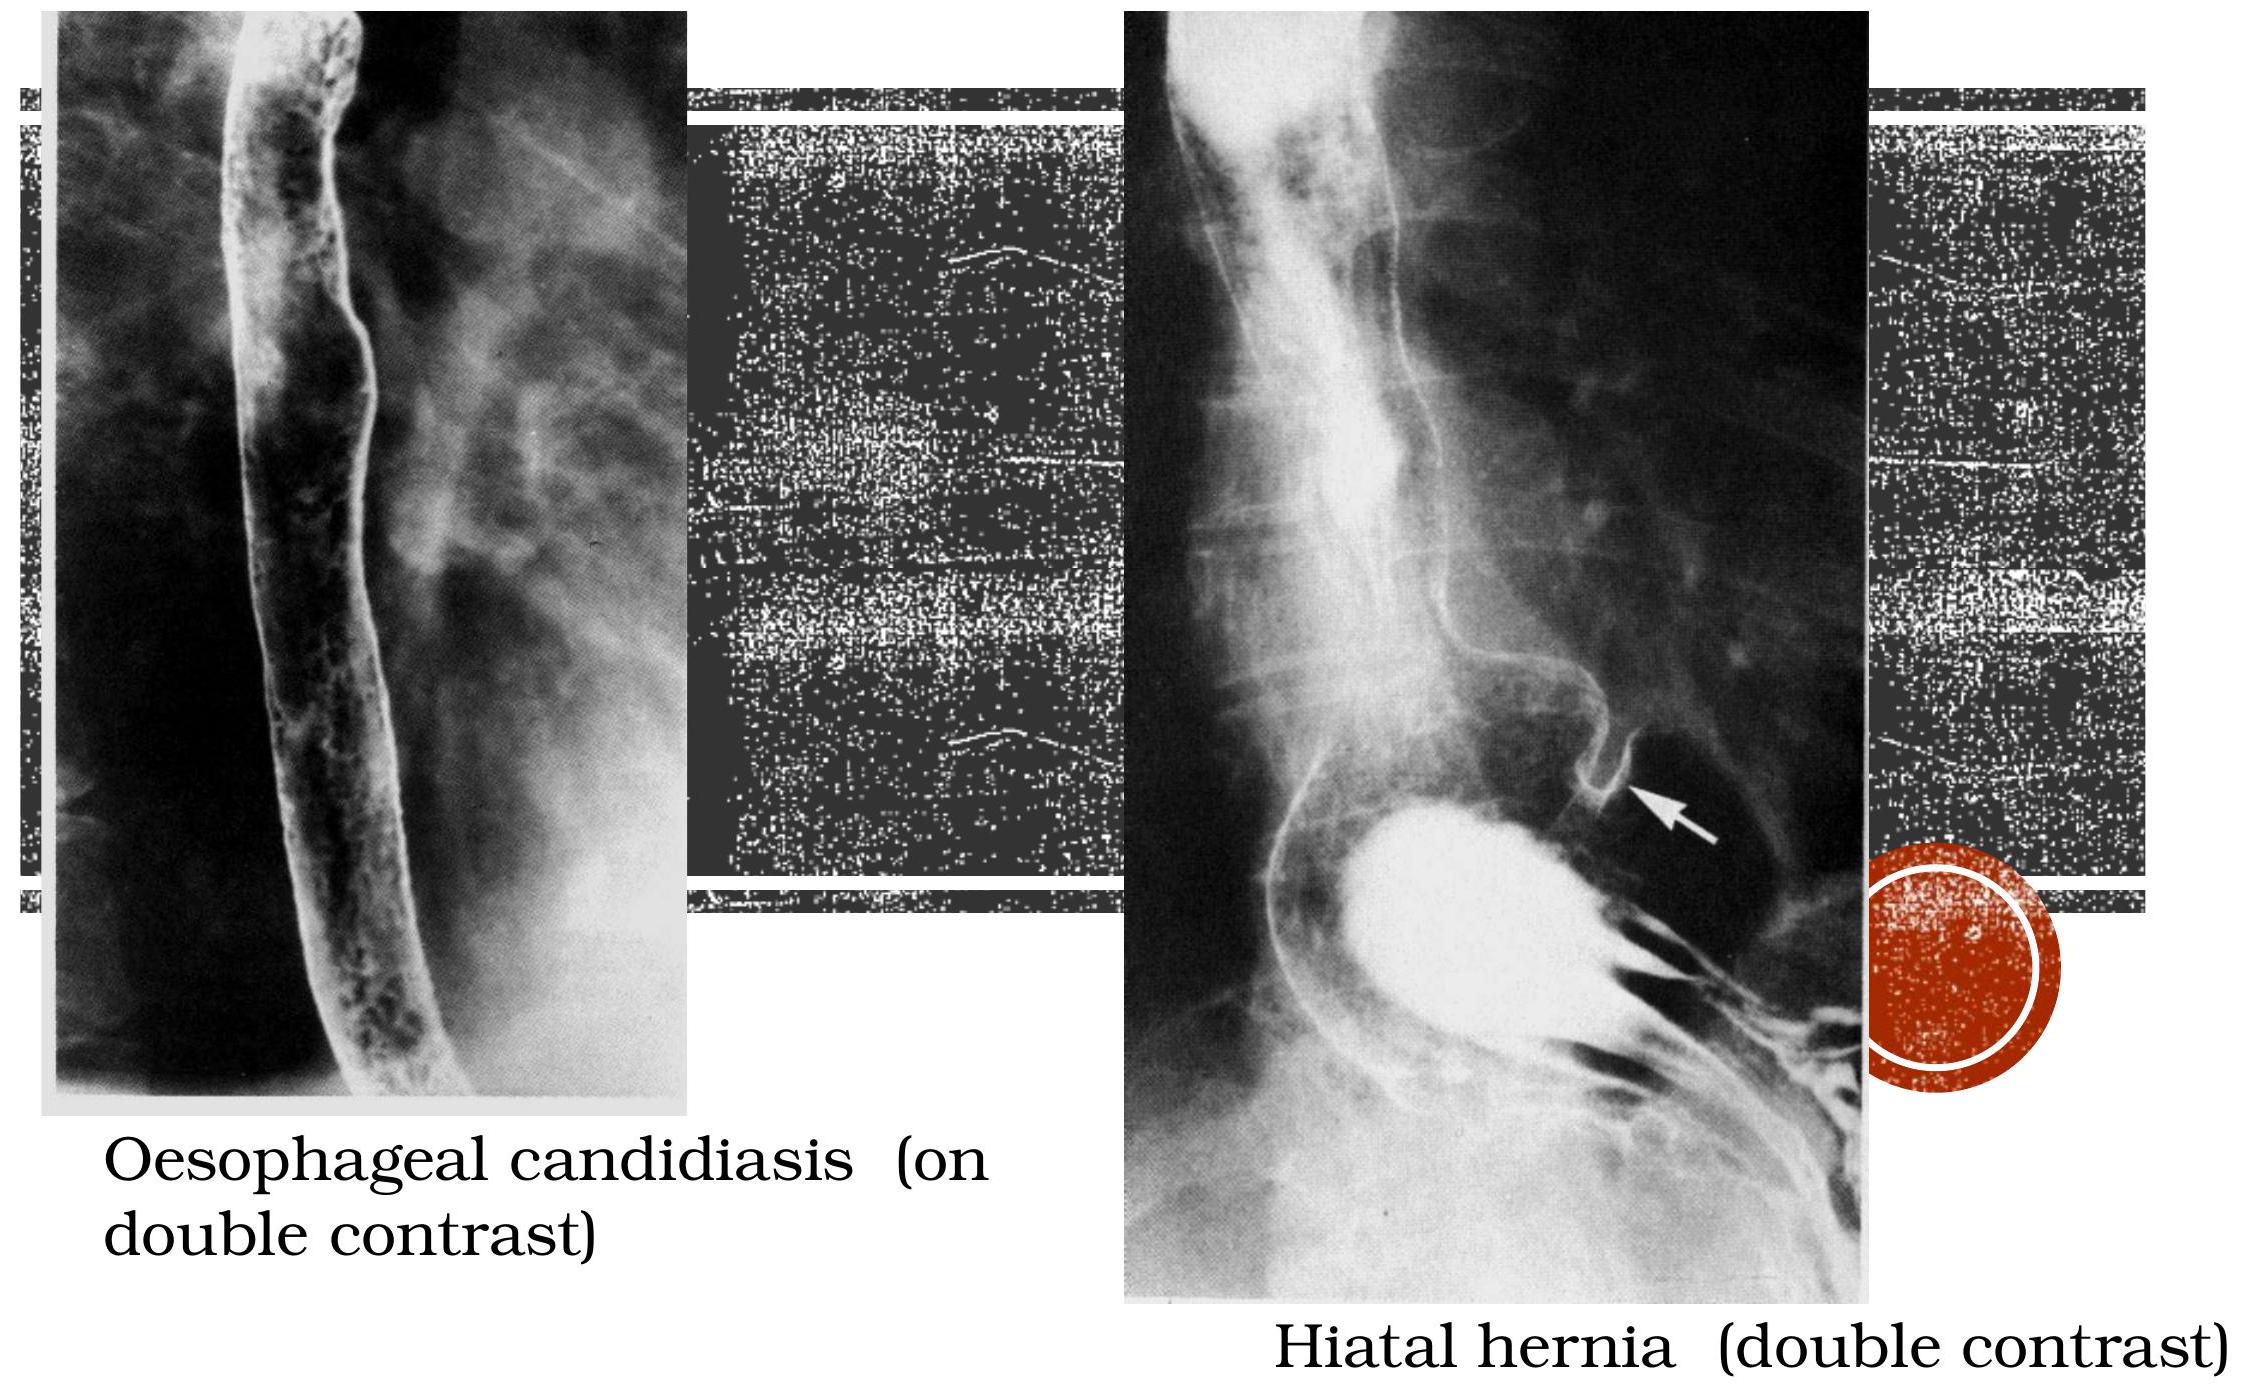 Oesophageal candidiasis (on
double contrast)
Hiatal hernia (double contrast)